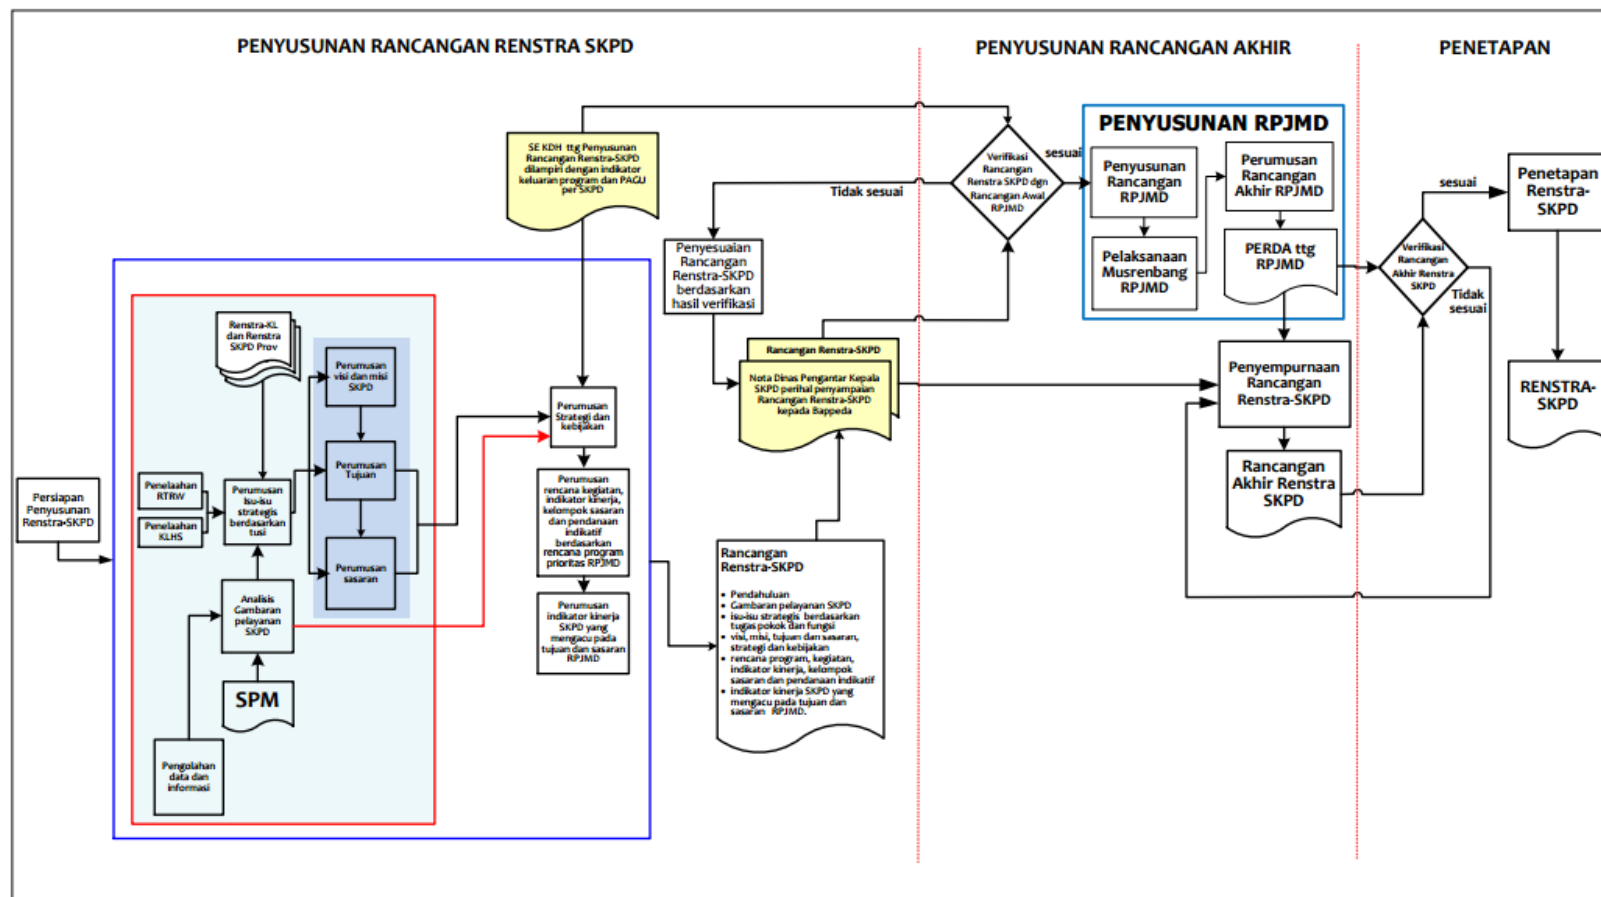 PENYUSUNAN RANCANGAN RENSTRA SKPD
PENYUSUNAN RANCANGAN AKHIR
PENETAPAN
SE KDH ttg Penyusunan
Rancangan Renstra-SKPD
dilampiri dengan indikator
keluaran program dan PAGU
per SKPD
Verifikasi
Rancangan
Renstra SKPD dgn
Rancangan Awal
RPJMD
sesuai
Tidak sesuai
PENYUSUNAN RPJMD
Penyusunan
Rancangan
RPJMD
Perumusan
Rancangan
Akhir RPJMD
Pelaksanaan
Musrenbang
RPJMD
PERDA ttg
RPJMD
sesuai
Verifikasi
Rancangan
Akhir Renstra
SKPD
Tidak
sesuai
Penetapan
Renstra-
SKPD
RENSTRA-
SKPD
Penyesuaian
Rancangan
Renstra-SKPD
berdasarkan
hasil verifikasi
Rancangan Renstra-SKPD
Nota Dinas Pengantar Kepala
SKPD perihal penyampaian
Rancangan Renstra-SKPD
kepada Bappeda
Penyempurnaan
Rancangan
Renstra-SKPD
Rancangan
Akhir Renstra
SKPD
Renstra-KL
dan Renstra
SKPD Prov
Perumusan
visi dan misi
SKPD
Perumusan
Tujuan
Perumusan
sasaran
Perumusan
Strategi dan
kebijakan
Perumusan
rencana kegiatan,
indikator kinerja,
kelompok sasaran
dan pendanaan
indikatif
berdasarkan
rencana program
prioritas RPJMD
Perumusan
indikator kinerja
SKPD yang
mengacu pada
tujuan dan sasaran
RPJMD
Persiapan
Penyusunan
Renstra-SKPD
Penelaahan
RTRW
Penelaahan
KLHS
Perumusan
Isu-isu
strategis
berdasarkan
tusi
Analisis
Gambaran
pelayanan
SKPD
SPM
Pengolahan
data dan
informasi
Rancangan
Renstra-SKPD
• Pendahuluan
• Gambaran pelayanan SKPD
• isu-isu strategis berdasarkan
tugas pokok dan fungsi
• visi, misi, tujuan dan sasaran,
strategi dan kebijakan
• rencana program, kegiatan,
indikator kinerja, kelompok
sasaran dan pendanaan indikatif
• indikator kinerja SKPD yang
mengacu pada tujuan dan
sasaran RPJMD.